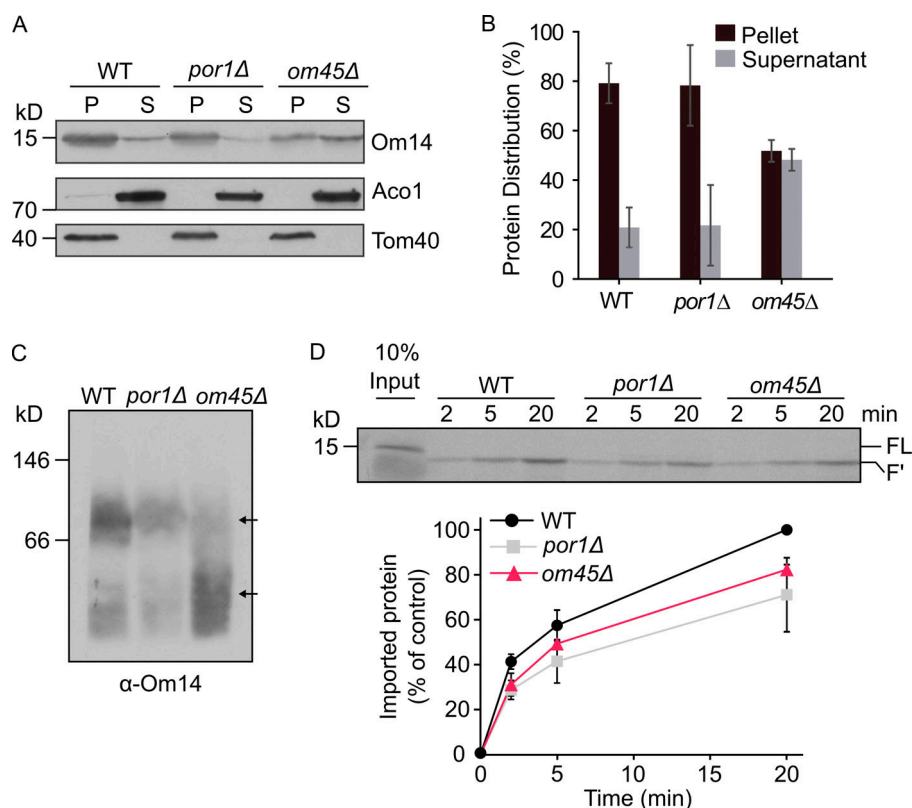 A
WT por1Δ om45Δ
kD P S P S P S
15 Om14
Aco1
70
40 Tom40
B
Protein Distribution (%)
100
80
60
40
20
0
Pellet
Supernatant
WT por1Δ om45Δ
C
WT por1Δ om45Δ
kD
146
66
α-Om14
D
10%
Input WT por1Δ om45Δ
kD 2 5 20 2 5 20 2 5 20 min
15 FL
F'
Imported protein
(% of control)
100
80
60
40
20
0
WT
por1Δ
om45Δ
0 5 10 15 20
Time (min)